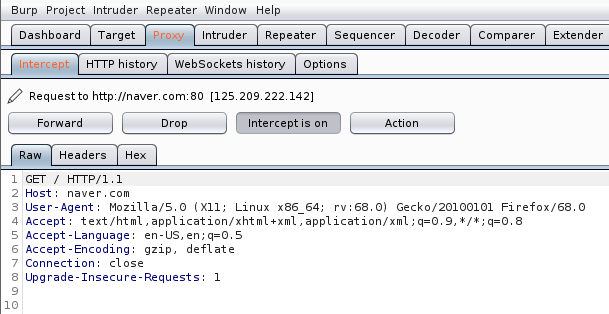 Burp Project Intruder Repeater Window Help
Dashboard Target Proxy Intruder Repeater Sequencer Decoder Comparer Extender
Intercept HTTP history WebSockets history Options
Request to http://naver.com:80 [125.209.222.142]
Forward Drop Intercept is on Action
Raw Headers Hex
1 GET / HTTP/1.1
2 Host: naver.com
3 User-Agent: Mozilla/5.0 (X11; Linux x86_64; rv:68.0) Gecko/20100101 Firefox/68.0
4 Accept: text/html,application/xhtml+xml,application/xml;q=0.9,*/*;q=0.8
5 Accept-Language: en-US,en;q=0.5
6 Accept-Encoding: gzip, deflate
7 Connection: close
8 Upgrade-Insecure-Requests: 1
9
10